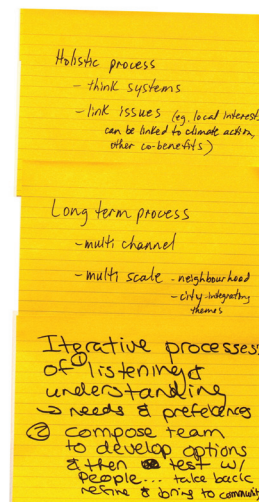 Holistic process
- think systems
- link issues (eg. local interest
can be linked to climate action,
other co-benefits)
Long term process
- multi channel
- multi scale - neighbourhood
- city-integrating
themes
Iterative processes
① of listening &
understanding
→ needs & preferences
② compose team
to develop options
& then test w/
people... take back
refine & bring to